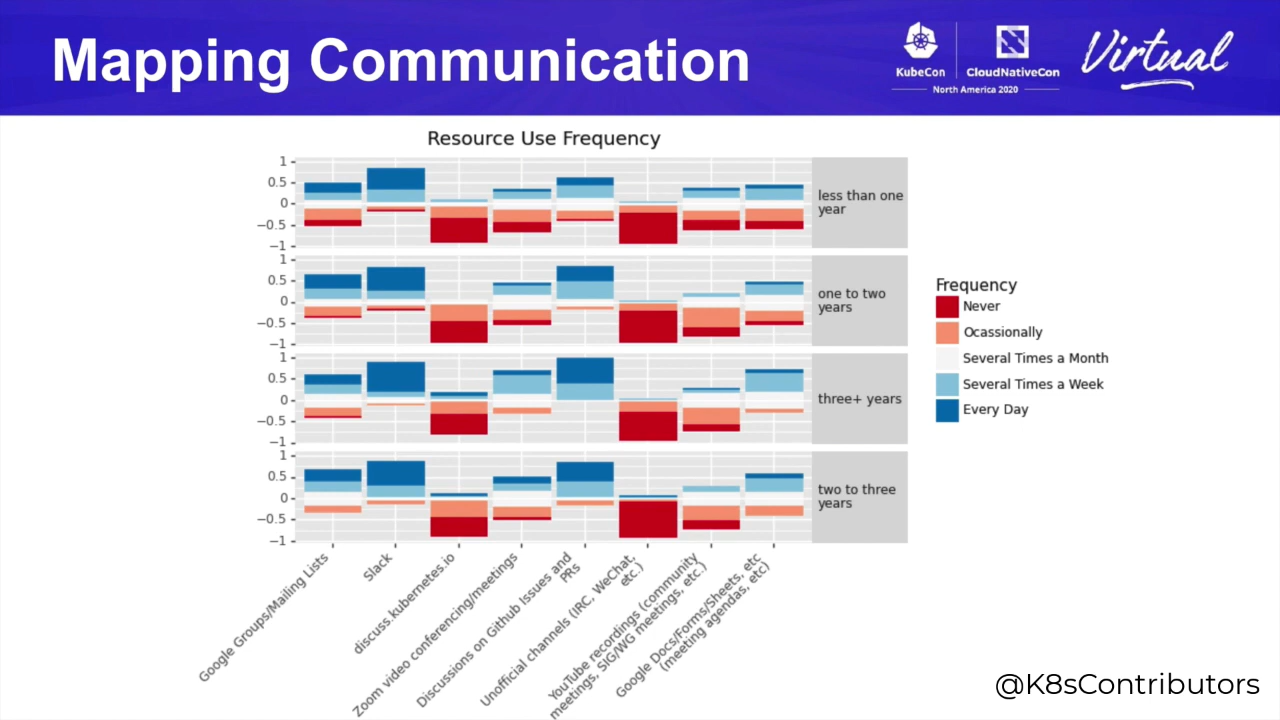 Mapping Communication
KubeCon
CloudNativeCon
North America 2020
Virtual
Resource Use Frequency
1
0.5
0
−0.5
−1
less than one
year
1
0.5
0
−0.5
−1
one to two
years
1
0.5
0
−0.5
−1
three+ years
1
0.5
0
−0.5
−1
two to three
years
Google Groups/Mailing Lists
Slack
discuss.kubernetes.io
Zoom video conferencing/meetings
Discussions on Github Issues and
PRs
Unofficial channels (IRC, WeChat,
etc.)
YouTube recordings (community
meetings, SIG/WG meetings, etc.)
Google Docs/Forms/Sheets, etc
(meeting agendas, etc)
Frequency
Never
Ocassionally
Several Times a Month
Several Times a Week
Every Day
@K8sContributors